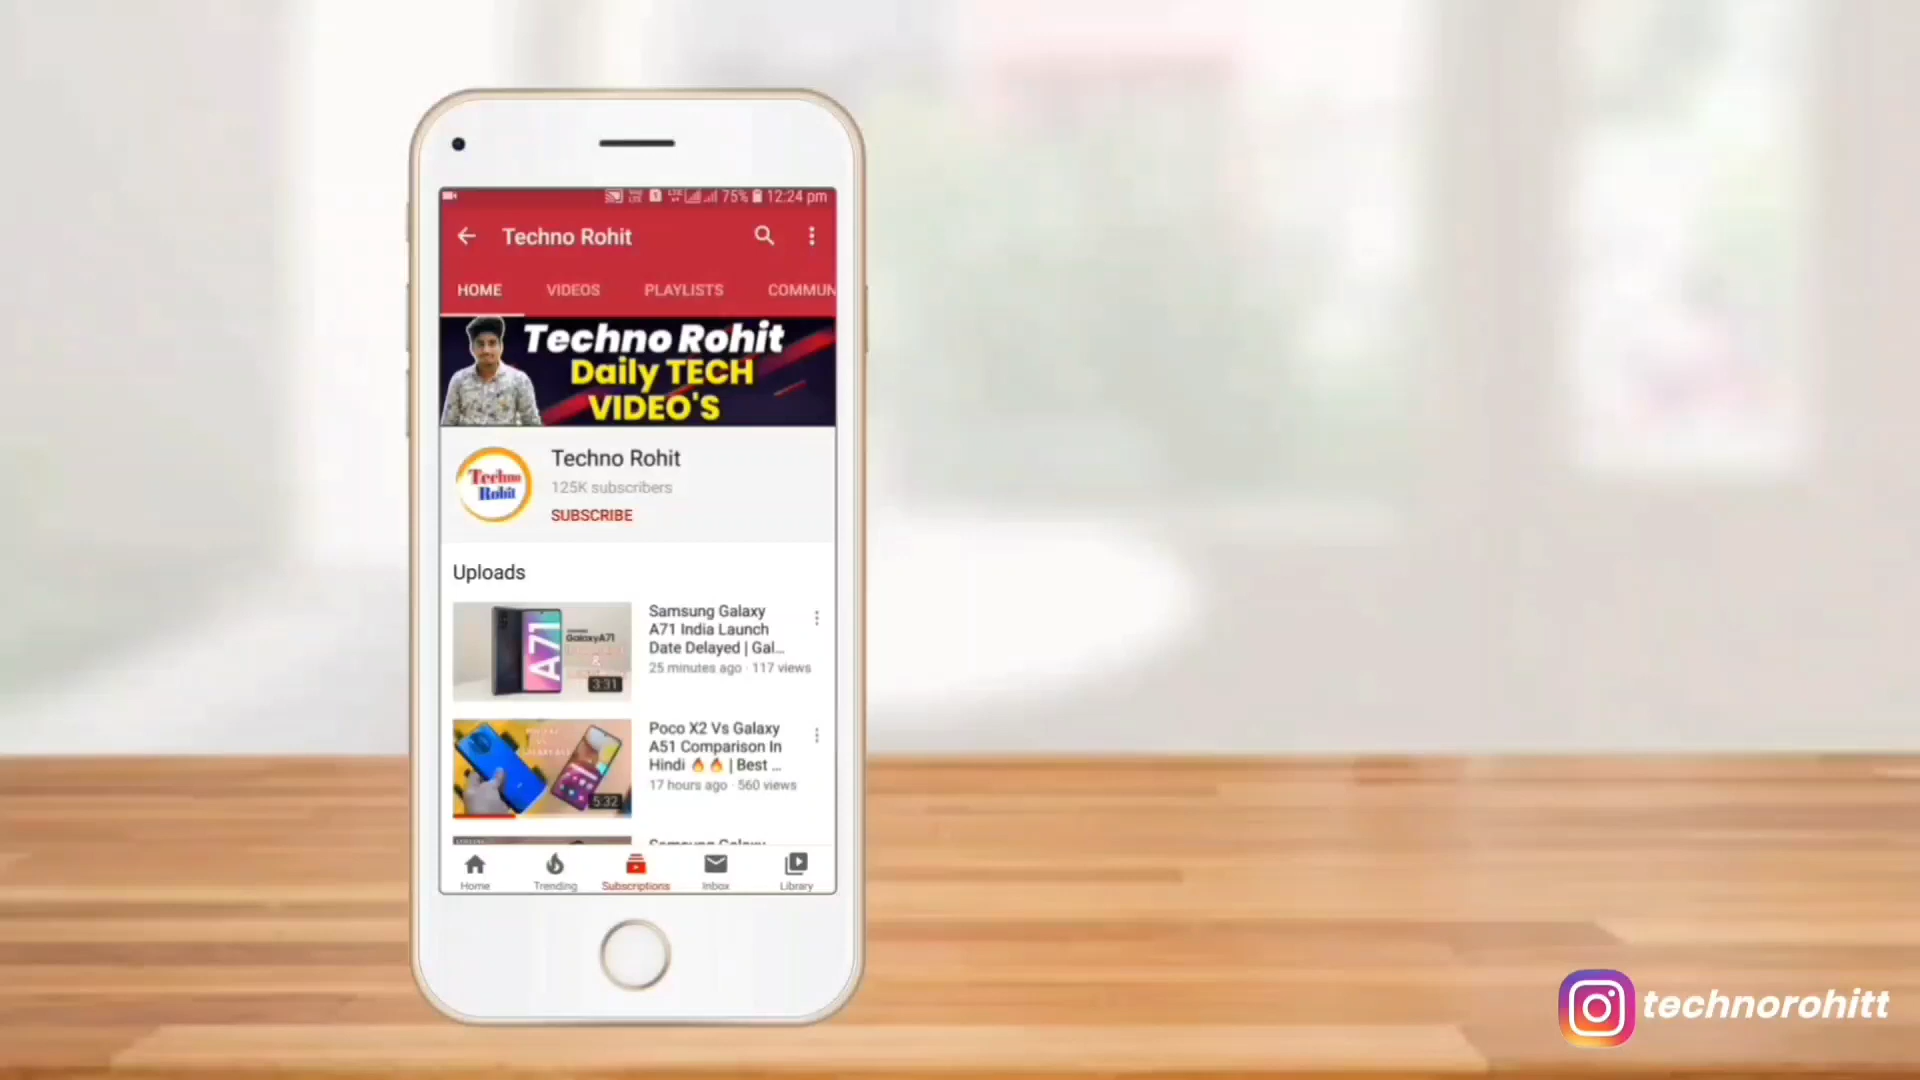 75% 12:24 pm
Techno Rohit
HOME VIDEOS PLAYLISTS COMMUN
Techno Rohit
Daily TECH
VIDEO'S
Techno
Rohit
Techno Rohit
125K subscribers
SUBSCRIBE
Uploads
A71
GalaxyA71
&
3:31
Samsung Galaxy
A71 India Launch
Date Delayed | Gal...
25 minutes ago · 117 views
5:32
Poco X2 Vs Galaxy
A51 Comparison In
Hindi 🔥🔥 | Best ...
17 hours ago · 560 views
Samsung Galaxy
Home Trending Subscriptions Inbox Library
technorohitt